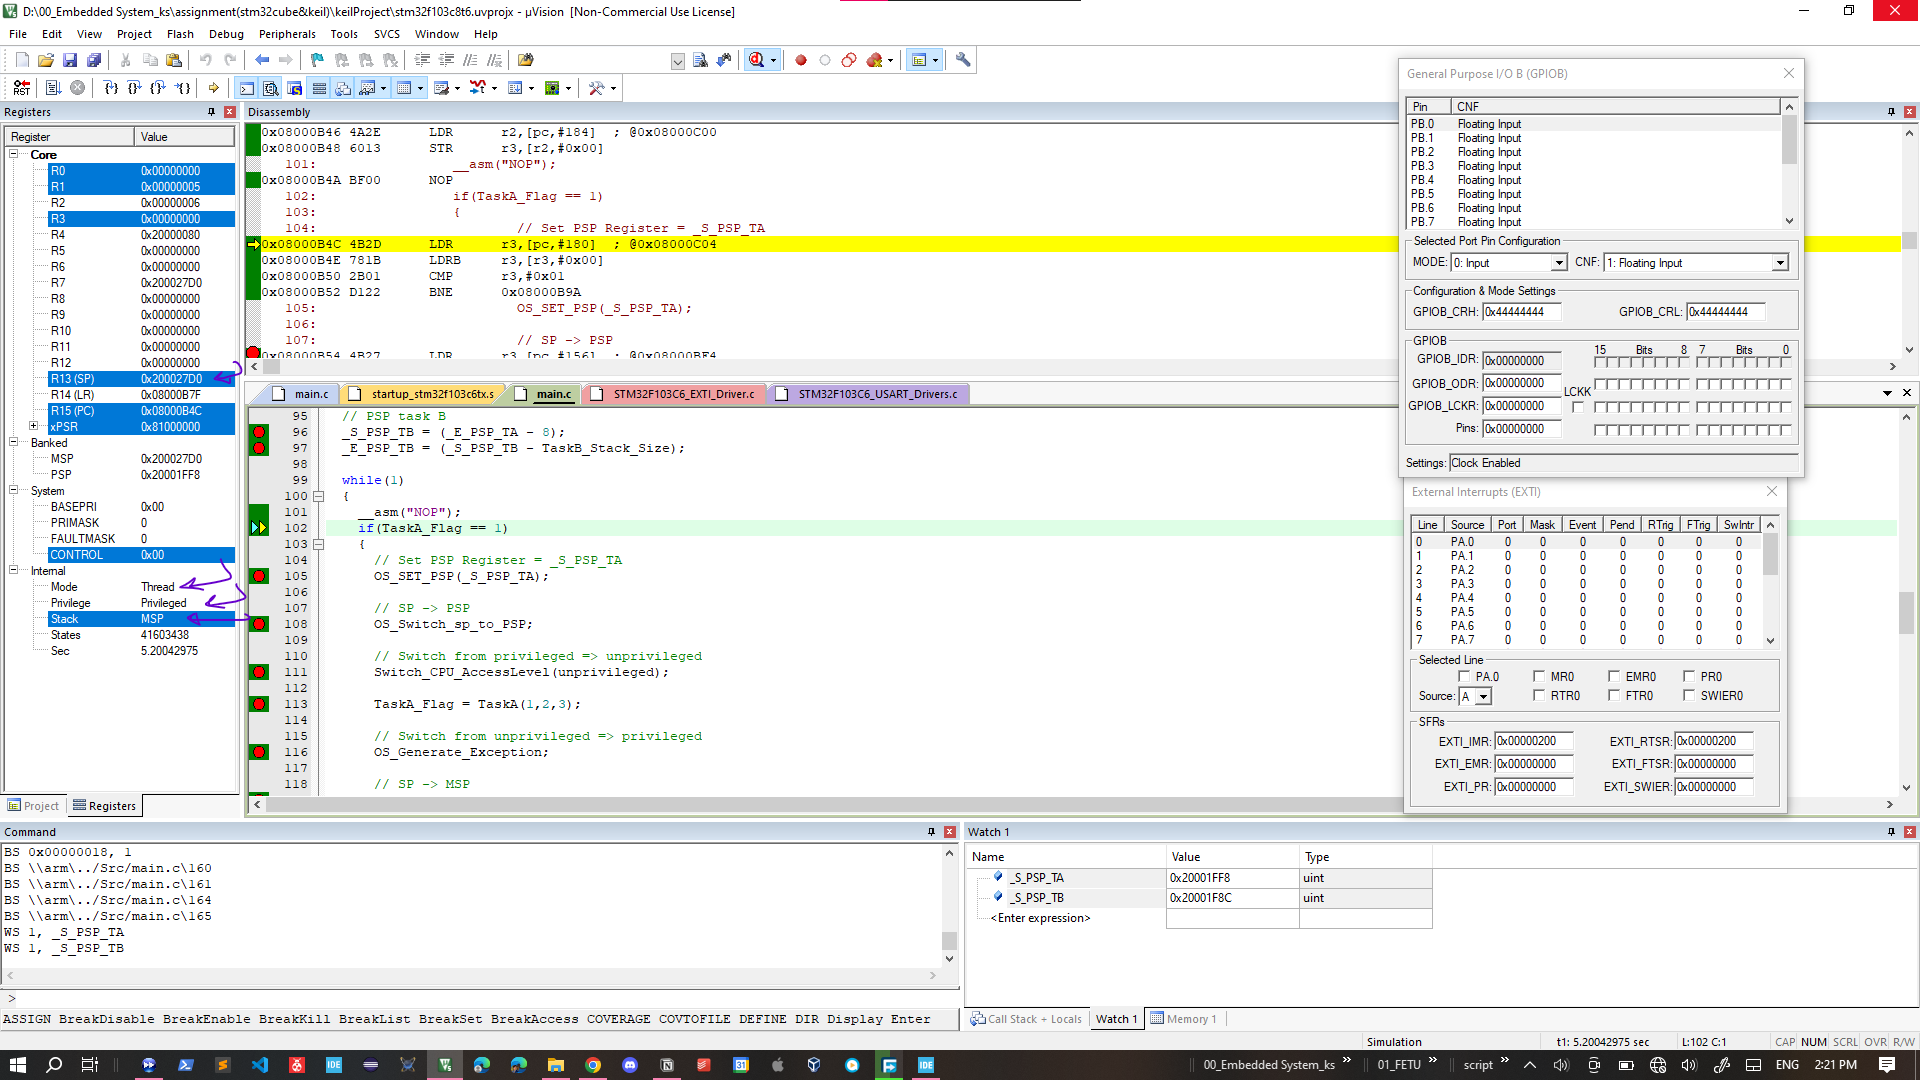 D:\00_Embedded System_ks\assignment(stm32cube&keil)\keilProject\stm32f103c8t6.uvprojx - µVision  [Non-Commercial Use License]
File Edit View Project Flash Debug Peripherals Tools SVCS Window Help
Registers
Register Value
Core
R0 0x00000000
R1 0x00000005
R2 0x00000006
R3 0x00000000
R4 0x20000080
R5 0x00000000
R6 0x00000000
R7 0x200027D0
R8 0x00000000
R9 0x00000000
R10 0x00000000
R11 0x00000000
R12 0x00000000
R13 (SP) 0x200027D0
R14 (LR) 0x08000B7F
R15 (PC) 0x08000B4C
xPSR 0x81000000
Banked
MSP 0x200027D0
PSP 0x20001FF8
System
BASEPRI 0x00
PRIMASK 0
FAULTMASK 0
CONTROL 0x00
Internal
Mode Thread
Privilege Privileged
Stack MSP
States 41603438
Sec 5.20042975
Project Registers
Disassembly
0x08000B46 4A2E LDR r2,[pc,#184] ; @0x08000C00
0x08000B48 6013 STR r3,[r2,#0x00]
101: __asm("NOP");
0x08000B4A BF00 NOP
102: if(TaskA_Flag == 1)
103: {
104: // Set PSP Register = _S_PSP_TA
0x08000B4C 4B2D LDR r3,[pc,#180] ; @0x08000C04
0x08000B4E 781B LDRB r3,[r3,#0x00]
0x08000B50 2B01 CMP r3,#0x01
0x08000B52 D122 BNE 0x08000B9A
105: OS_SET_PSP(_S_PSP_TA);
106:
107: // SP -> PSP
0x08000B54 4B27 LDR r3,[pc,#156] ; @0x08000BF4
main.c startup_stm32f103c6tx.s main.c STM32F103C6_EXTI_Driver.c STM32F103C6_USART_Drivers.c
95 // PSP task B
96 _S_PSP_TB = (_E_PSP_TA - 8);
97 _E_PSP_TB = (_S_PSP_TB - TaskB_Stack_Size);
98
99 while(1)
100 {
101 __asm("NOP");
102 if(TaskA_Flag == 1)
103 {
104 // Set PSP Register = _S_PSP_TA
105 OS_SET_PSP(_S_PSP_TA);
106
107 // SP -> PSP
108 OS_Switch_sp_to_PSP;
109
110 // Switch from privileged => unprivileged
111 Switch_CPU_AccessLevel(unprivileged);
112
113 TaskA_Flag = TaskA(1,2,3);
114
115 // Switch from unprivileged => privileged
116 OS_Generate_Exception;
117
118 // SP -> MSP
General Purpose I/O B (GPIOB)
Pin CNF
PB.0 Floating Input
PB.1 Floating Input
PB.2 Floating Input
PB.3 Floating Input
PB.4 Floating Input
PB.5 Floating Input
PB.6 Floating Input
PB.7 Floating Input
Selected Port Pin Configuration
MODE: 0: Input CNF: 1: Floating Input
Configuration & Mode Settings
GPIOB_CRH: 0x44444444 GPIOB_CRL: 0x44444444
GPIOB
15 Bits 8 7 Bits 0
GPIOB_IDR: 0x00000000
GPIOB_ODR: 0x00000000 LCKK
GPIOB_LCKR: 0x00000000
Pins: 0x00000000
Settings: Clock Enabled
External Interrupts (EXTI)
Line Source Port Mask Event Pend RTrig FTrig SwIntr
0 PA.0 0 0 0 0 0 0 0
1 PA.1 0 0 0 0 0 0 0
2 PA.2 0 0 0 0 0 0 0
3 PA.3 0 0 0 0 0 0 0
4 PA.4 0 0 0 0 0 0 0
5 PA.5 0 0 0 0 0 0 0
6 PA.6 0 0 0 0 0 0 0
7 PA.7 0 0 0 0 0 0 0
Selected Line
PA.0 MR0 EMR0 PR0
Source: A RTR0 FTR0 SWIER0
SFRs
EXTI_IMR: 0x00000200 EXTI_RTSR: 0x00000200
EXTI_EMR: 0x00000000 EXTI_FTSR: 0x00000000
EXTI_PR: 0x00000000 EXTI_SWIER: 0x00000000
Command
BS 0x00000018, 1
BS \\arm\../Src/main.c\160
BS \\arm\../Src/main.c\161
BS \\arm\../Src/main.c\164
BS \\arm\../Src/main.c\165
WS 1, _S_PSP_TA
WS 1, _S_PSP_TB
>
ASSIGN BreakDisable BreakEnable BreakKill BreakList BreakSet BreakAccess COVERAGE COVTOFILE DEFINE DIR Display Enter
Watch 1
Name Value Type
_S_PSP_TA 0x20001FF8 uint
_S_PSP_TB 0x20001F8C uint
<Enter expression>
Call Stack + Locals Watch 1 Memory 1
Simulation t1: 5.20042975 sec L:102 C:1 CAP NUM SCRL OVR R/W
00_Embedded System_ks 01_FETU script ENG 2:21 PM